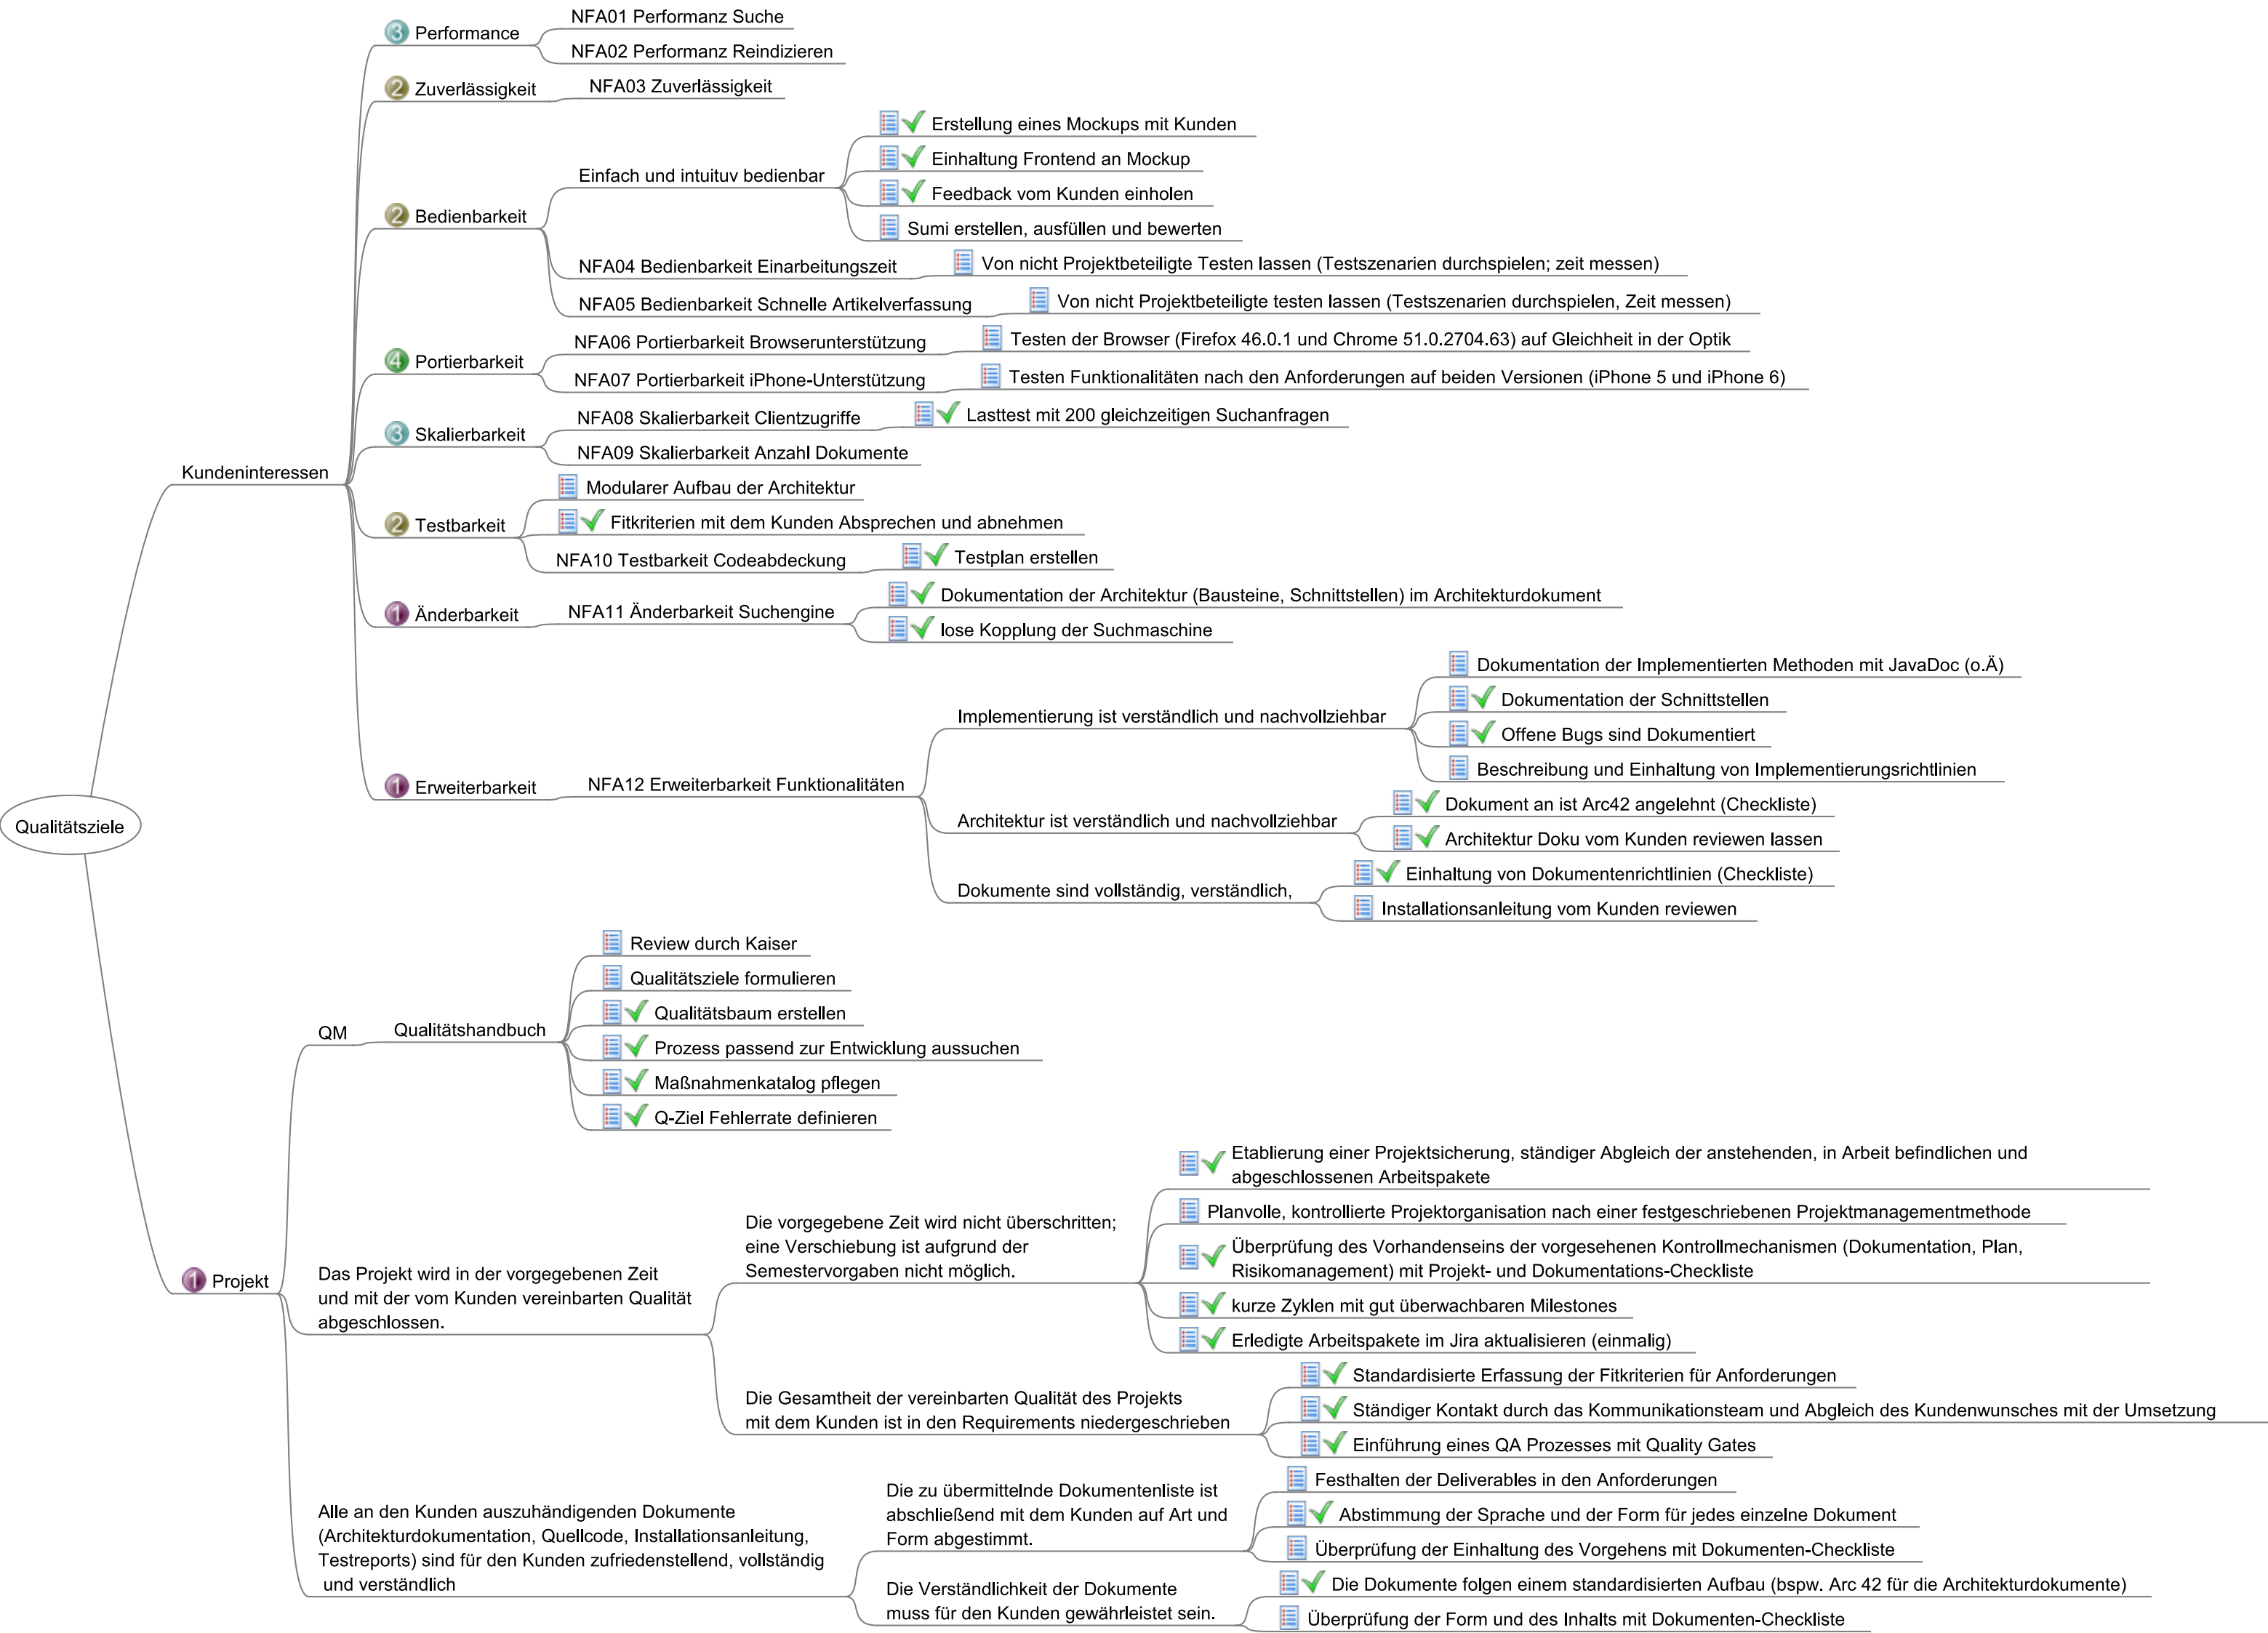 NFA01 Performanz Suche
3 Performance
NFA02 Performanz Reindizieren
2 Zuverlässigkeit
NFA03 Zuverlässigkeit
Erstellung eines Mockups mit Kunden
Einhaltung Frontend an Mockup
Einfach und intuituv bedienbar
Feedback vom Kunden einholen
2 Bedienbarkeit
Sumi erstellen, ausfüllen und bewerten
NFA04 Bedienbarkeit Einarbeitungszeit
Von nicht Projektbeteiligte Testen lassen (Testszenarien durchspielen; zeit messen)
NFA05 Bedienbarkeit Schnelle Artikelverfassung
Von nicht Projektbeteiligte testen lassen (Testszenarien durchspielen, Zeit messen)
NFA06 Portierbarkeit Browserunterstützung
Testen der Browser (Firefox 46.0.1 und Chrome 51.0.2704.63) auf Gleichheit in der Optik
4 Portierbarkeit
NFA07 Portierbarkeit iPhone-Unterstützung
Testen Funktionalitäten nach den Anforderungen auf beiden Versionen (iPhone 5 und iPhone 6)
NFA08 Skalierbarkeit Clientzugriffe
Lasttest mit 200 gleichzeitigen Suchanfragen
3 Skalierbarkeit
NFA09 Skalierbarkeit Anzahl Dokumente
Kundeninteressen
Modularer Aufbau der Architektur
2 Testbarkeit
Fitkriterien mit dem Kunden Absprechen und abnehmen
NFA10 Testbarkeit Codeabdeckung
Testplan erstellen
1 Änderbarkeit
NFA11 Änderbarkeit Suchengine
Dokumentation der Architektur (Bausteine, Schnittstellen) im Architekturdokument
lose Kopplung der Suchmaschine
Dokumentation der Implementierten Methoden mit JavaDoc (o.Ä)
Dokumentation der Schnittstellen
Implementierung ist verständlich und nachvollziehbar
Offene Bugs sind Dokumentiert
Beschreibung und Einhaltung von Implementierungsrichtlinien
1 Erweiterbarkeit
NFA12 Erweiterbarkeit Funktionalitäten
Dokument an ist Arc42 angelehnt (Checkliste)
Architektur ist verständlich und nachvollziehbar
Architektur Doku vom Kunden reviewen lassen
Einhaltung von Dokumentenrichtlinien (Checkliste)
Dokumente sind vollständig, verständlich,
Installationsanleitung vom Kunden reviewen
Qualitätsziele
Review durch Kaiser
Qualitätsziele formulieren
Qualitätsbaum erstellen
QM
Qualitätshandbuch
Prozess passend zur Entwicklung aussuchen
Maßnahmenkatalog pflegen
Q-Ziel Fehlerrate definieren
Etablierung einer Projektsicherung, ständiger Abgleich der anstehenden, in Arbeit befindlichen und
abgeschlossenen Arbeitspakete
Planvolle, kontrollierte Projektorganisation nach einer festgeschriebenen Projektmanagementmethode
Die vorgegebene Zeit wird nicht überschritten;
eine Verschiebung ist aufgrund der
Semestervorgaben nicht möglich.
Überprüfung des Vorhandenseins der vorgesehenen Kontrollmechanismen (Dokumentation, Plan,
Risikomanagement) mit Projekt- und Dokumentations-Checkliste
kurze Zyklen mit gut überwachbaren Milestones
Erledigte Arbeitspakete im Jira aktualisieren (einmalig)
1 Projekt
Das Projekt wird in der vorgegebenen Zeit
und mit der vom Kunden vereinbarten Qualität
abgeschlossen.
Standardisierte Erfassung der Fitkriterien für Anforderungen
Die Gesamtheit der vereinbarten Qualität des Projekts
mit dem Kunden ist in den Requirements niedergeschrieben
Ständiger Kontakt durch das Kommunikationsteam und Abgleich des Kundenwunsches mit der Umsetzung
Einführung eines QA Prozesses mit Quality Gates
Festhalten der Deliverables in den Anforderungen
Die zu übermittelnde Dokumentenliste ist
abschließend mit dem Kunden auf Art und
Form abgestimmt.
Abstimmung der Sprache und der Form für jedes einzelne Dokument
Überprüfung der Einhaltung des Vorgehens mit Dokumenten-Checkliste
Alle an den Kunden auszuhändigenden Dokumente
(Architekturdokumentation, Quellcode, Installationsanleitung,
Testreports) sind für den Kunden zufriedenstellend, vollständig
und verständlich
Die Dokumente folgen einem standardisierten Aufbau (bspw. Arc 42 für die Architekturdokumente)
Die Verständlichkeit der Dokumente
muss für den Kunden gewährleistet sein.
Überprüfung der Form und des Inhalts mit Dokumenten-Checkliste